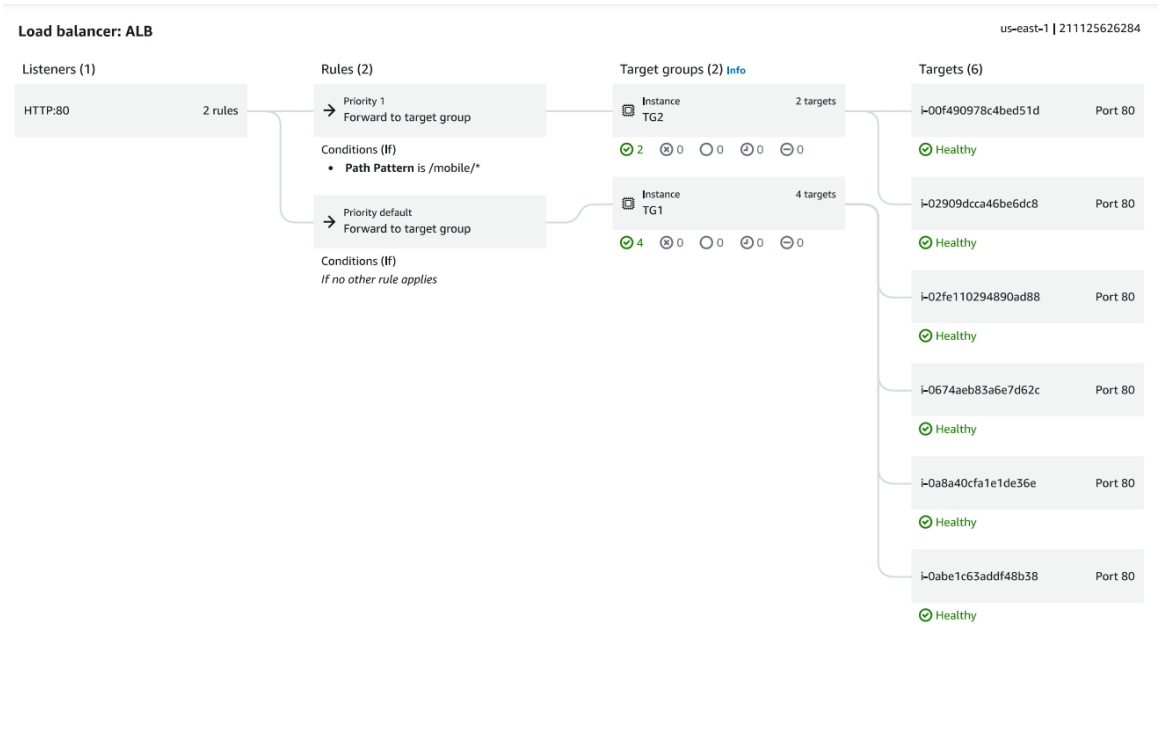 Load balancer: ALB
us-east-1 | 211125626284
Listeners (1)
Rules (2)
Target groups (2) Info
Targets (6)
HTTP:80
2 rules
Priority 1
Forward to target group
Conditions (If)
• Path Pattern is /mobile/*
Priority default
Forward to target group
Conditions (If)
If no other rule applies
Instance
TG2
2 targets
2 0 0 0 0
Instance
TG1
4 targets
4 0 0 0 0
i-00f490978c4bed51d Port 80
Healthy
i-02909dcca46be6dc8 Port 80
Healthy
i-02fe110294890ad88 Port 80
Healthy
i-0674aeb83a6e7d62c Port 80
Healthy
i-0a8a40cfa1e1de36e Port 80
Healthy
i-0abe1c63addf48b38 Port 80
Healthy